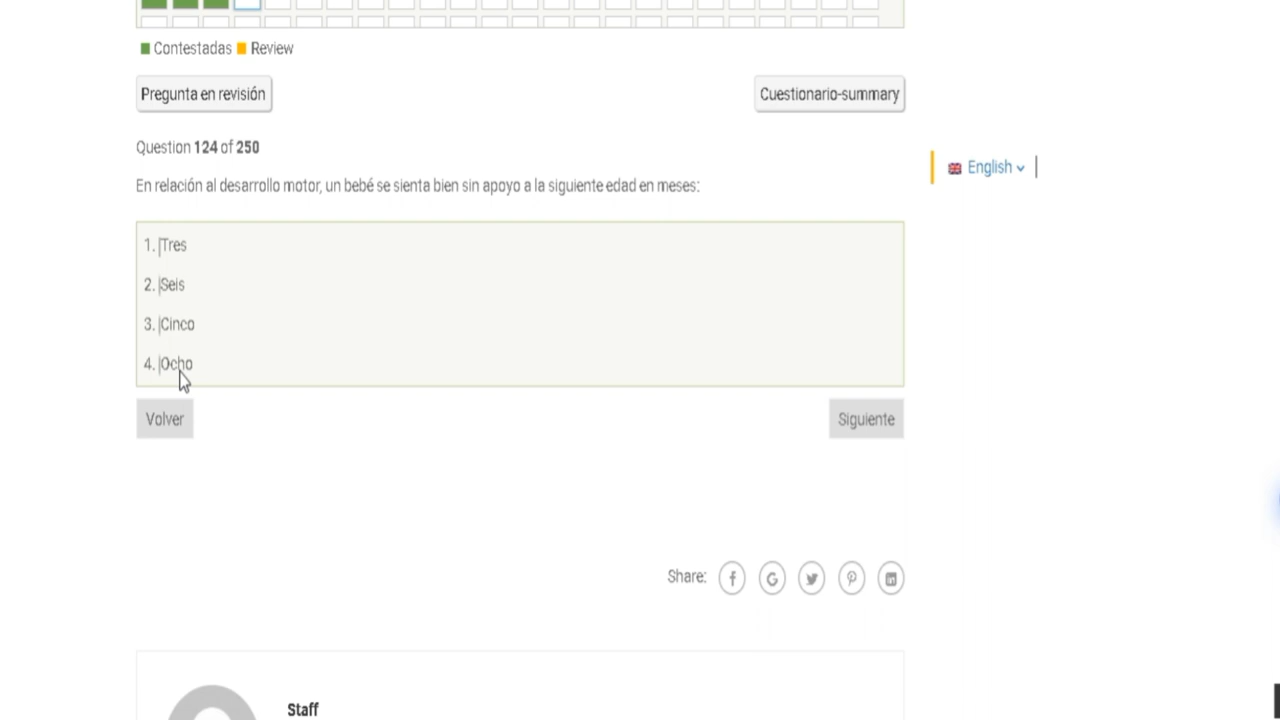 Contestadas Review
Pregunta en revisión
Cuestionario-summary
Question 124 of 250
English
En relación al desarrollo motor, un bebé se sienta bien sin apoyo a la siguiente edad en meses:
1. Tres
2. Seis
3. Cinco
4. Ocho
Volver
Siguiente
Share:
Staff